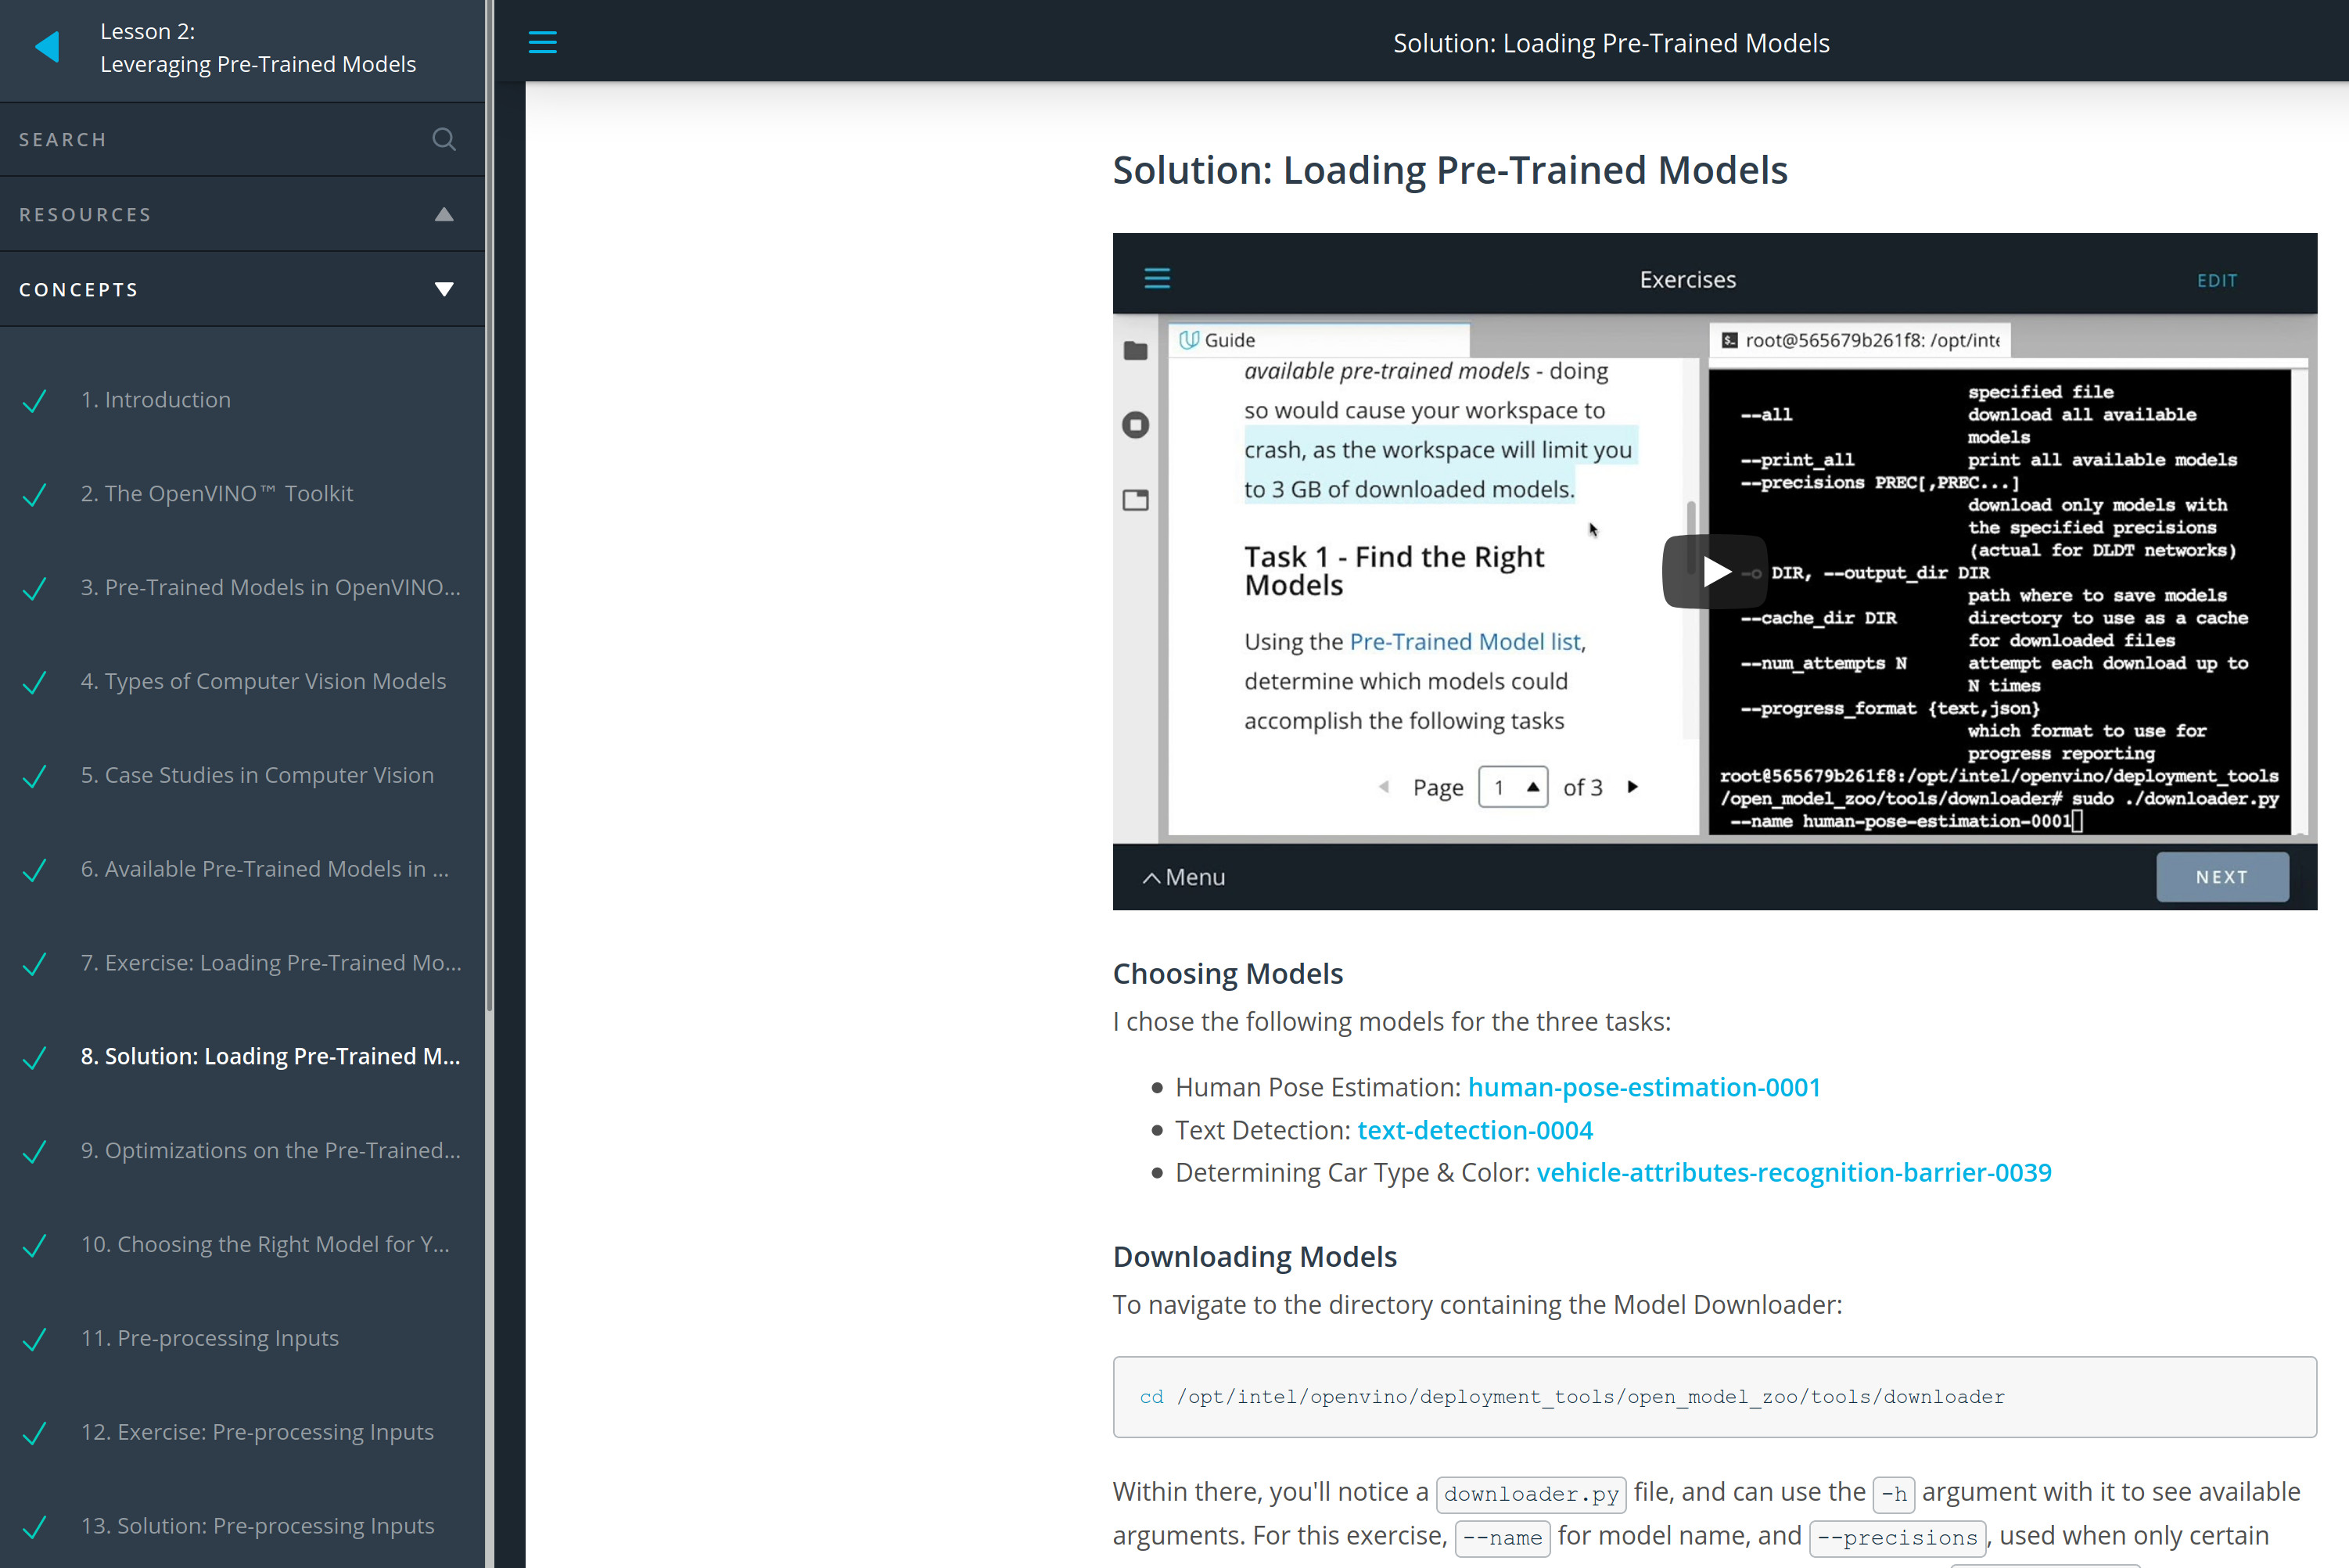 Lesson 2:
Leveraging Pre-Trained Models
SEARCH
RESOURCES
CONCEPTS
1. Introduction
2. The OpenVINO™ Toolkit
3. Pre-Trained Models in OpenVINO...
4. Types of Computer Vision Models
5. Case Studies in Computer Vision
6. Available Pre-Trained Models in ...
7. Exercise: Loading Pre-Trained Mo...
8. Solution: Loading Pre-Trained M...
9. Optimizations on the Pre-Trained...
10. Choosing the Right Model for Y...
11. Pre-processing Inputs
12. Exercise: Pre-processing Inputs
13. Solution: Pre-processing Inputs
Solution: Loading Pre-Trained Models
Solution: Loading Pre-Trained Models
Exercises
EDIT
Guide
available pre-trained models - doing
so would cause your workspace to
crash, as the workspace will limit you
to 3 GB of downloaded models.
Task 1 - Find the Right
Models
Using the Pre-Trained Model list,
determine which models could
accomplish the following tasks
Page 1 of 3
root@565679b261f8: /opt/inte
specified file
--all download all available
models
--print_all print all available models
--precisions PREC[,PREC...]
download only models with
the specified precisions
(actual for DLDT networks)
-o DIR, --output_dir DIR
path where to save models
--cache_dir DIR directory to use as a cache
for downloaded files
--num_attempts N attempt each download up to
N times
--progress_format {text,json}
which format to use for
progress reporting
root@565679b261f8:/opt/intel/openvino/deployment_tools
/open_model_zoo/tools/downloader# sudo ./downloader.py
--name human-pose-estimation-0001
Menu
NEXT
Choosing Models
I chose the following models for the three tasks:
Human Pose Estimation: human-pose-estimation-0001
Text Detection: text-detection-0004
Determining Car Type & Color: vehicle-attributes-recognition-barrier-0039
Downloading Models
To navigate to the directory containing the Model Downloader:
cd /opt/intel/openvino/deployment_tools/open_model_zoo/tools/downloader
Within there, you'll notice a downloader.py file, and can use the -h argument with it to see available
arguments. For this exercise, --name for model name, and --precisions, used when only certain